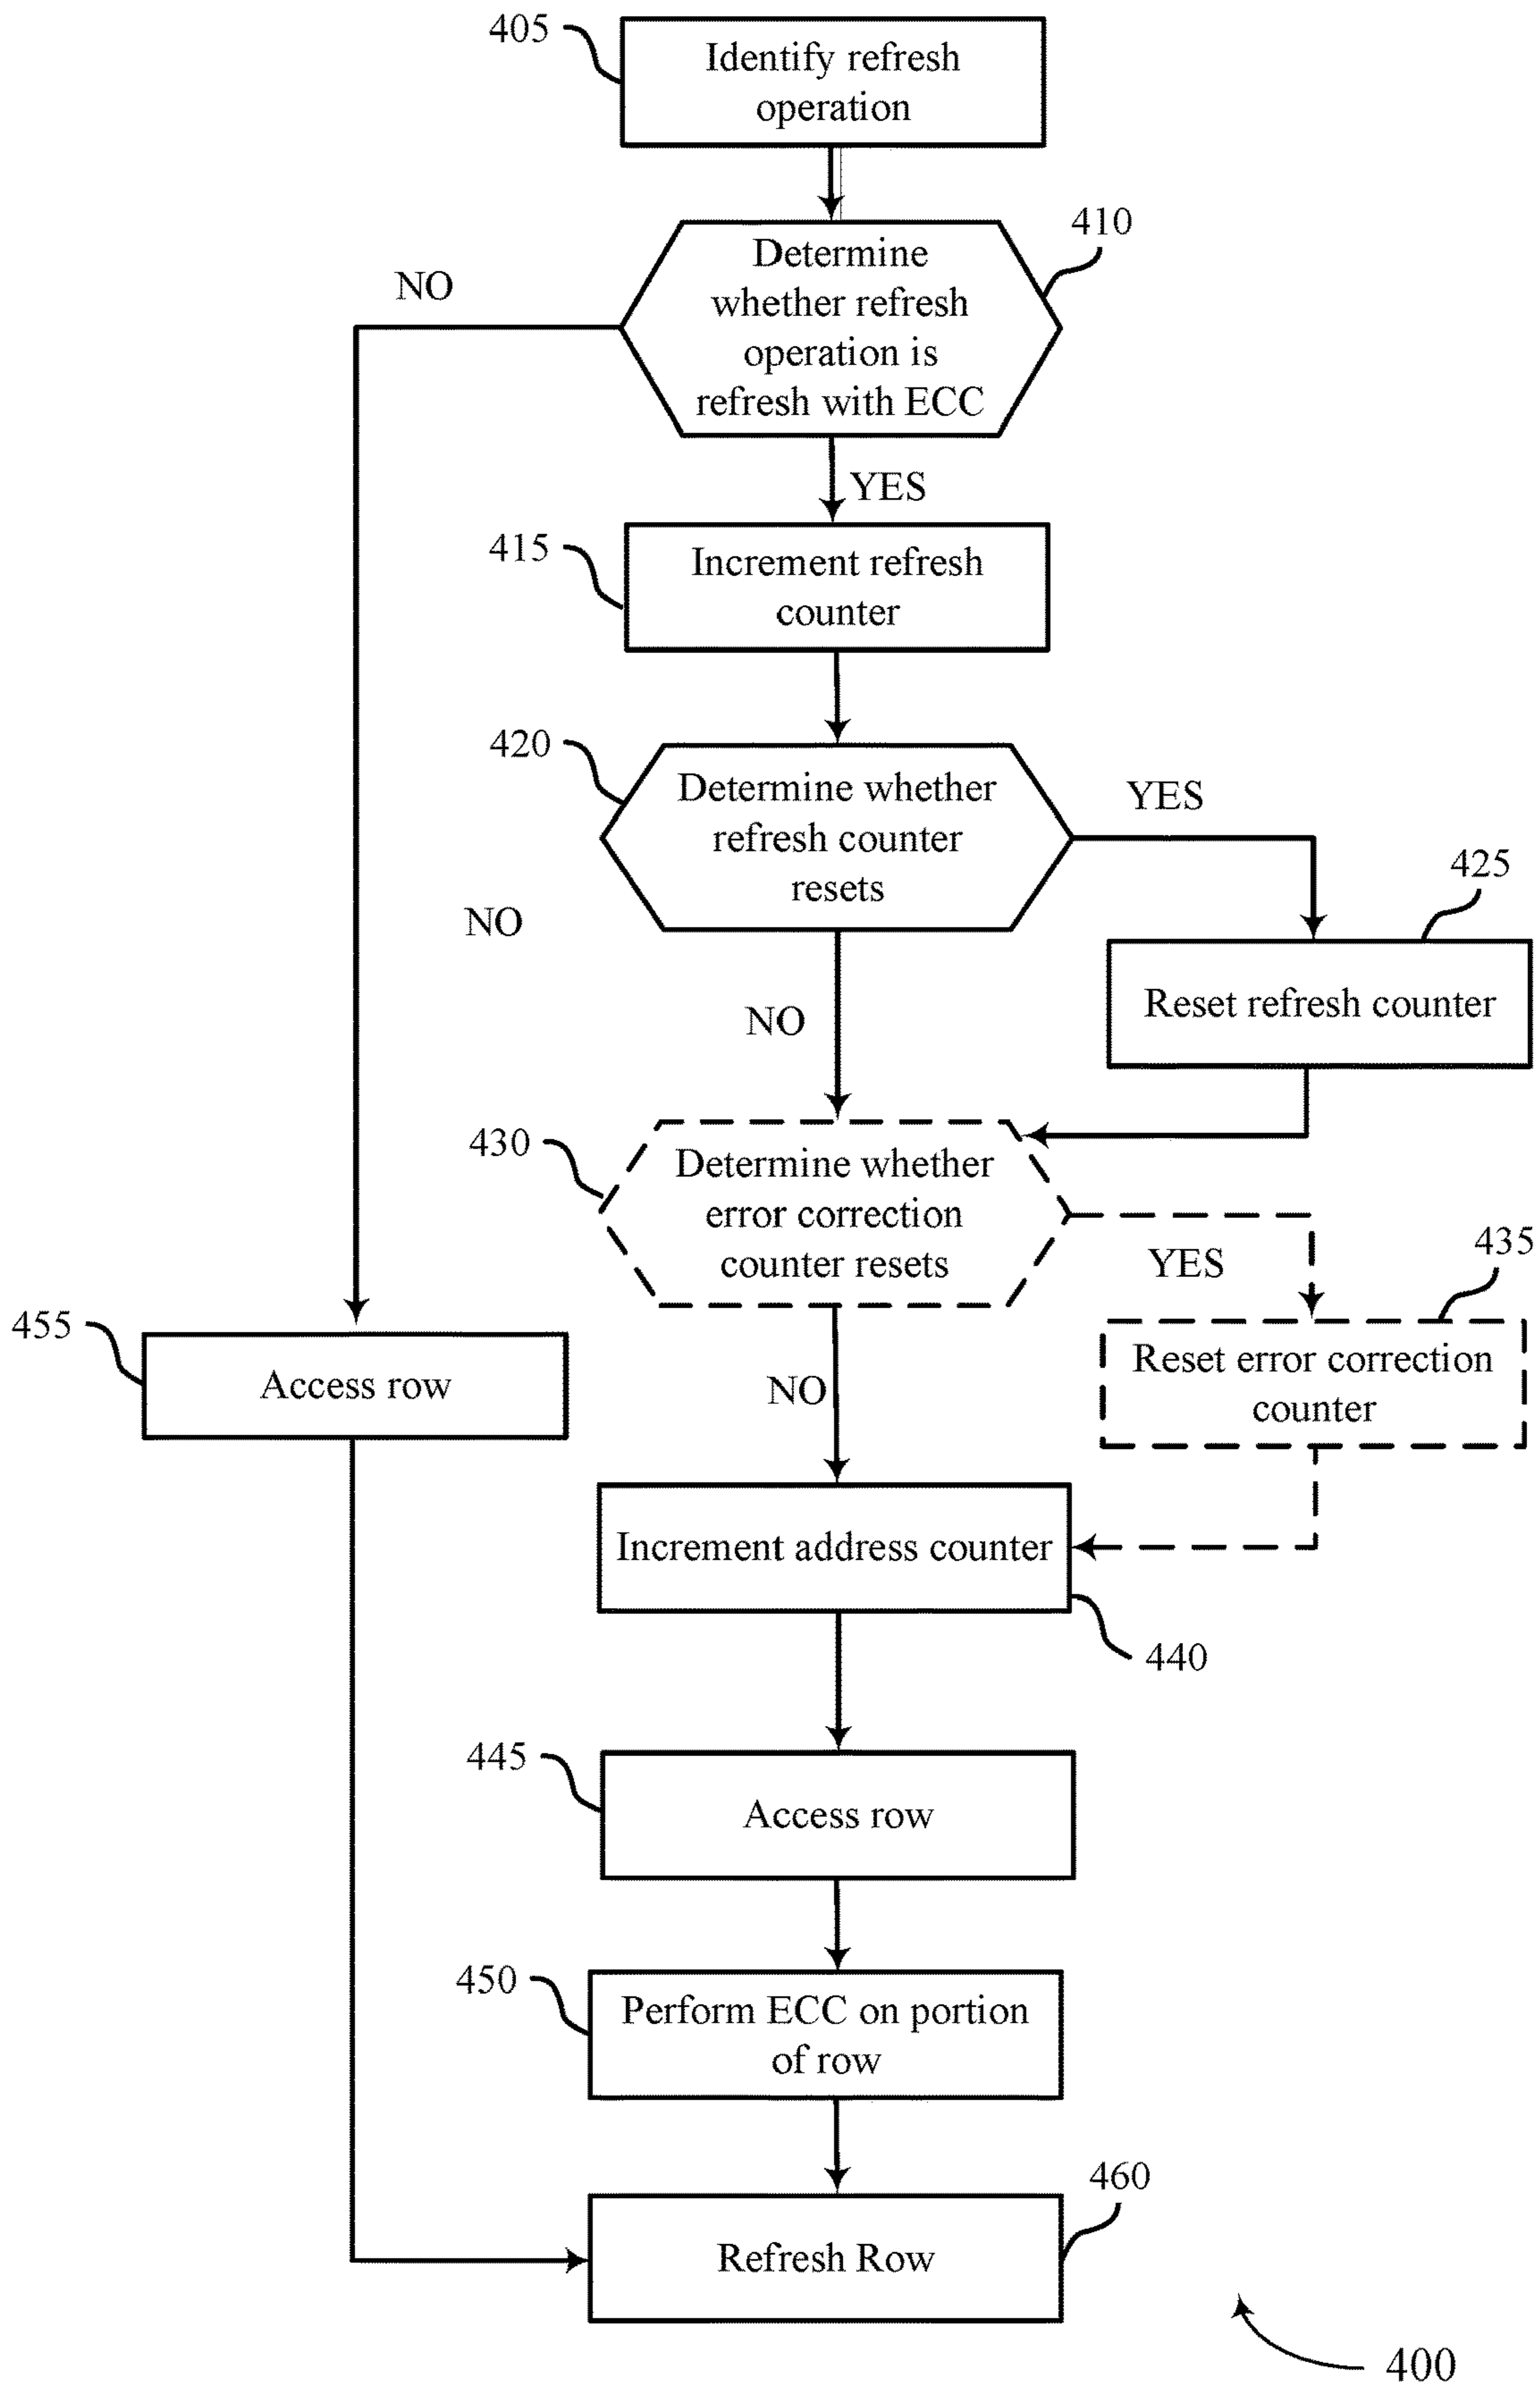 405
Identify refresh
operation
410
Determine
whether refresh
operation is
refresh with ECC
NO
YES
415
Increment refresh
counter
420
Determine whether
refresh counter
resets
YES
425
Reset refresh counter
NO
NO
430
Determine whether
error correction
counter resets
YES
435
Reset error correction
counter
455
Access row
NO
Increment address counter
440
445
Access row
450
Perform ECC on portion
of row
460
Refresh Row
400